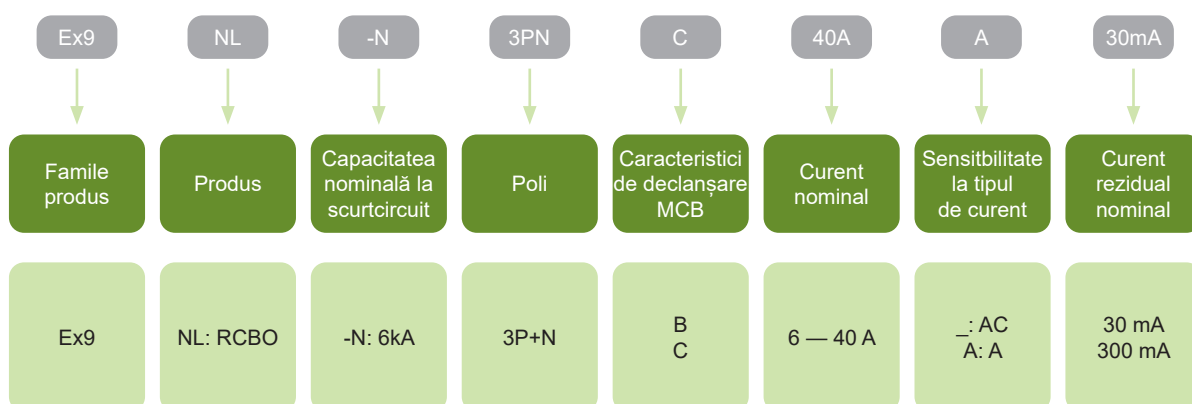 Ex9
NL
-N
3PN
C
40A
A
30mA
Famile
produs
Produs
Capacitatea
nominală la
scurtcircuit
Poli
Caracteristici
de declanșare
MCB
Curent
nominal
Sensitbilitate
la tipul
de curent
Curent
rezidual
nominal
Ex9
NL: RCBO
-N: 6kA
3P+N
B
C
6 — 40 A
_: AC
A: A
30 mA
300 mA